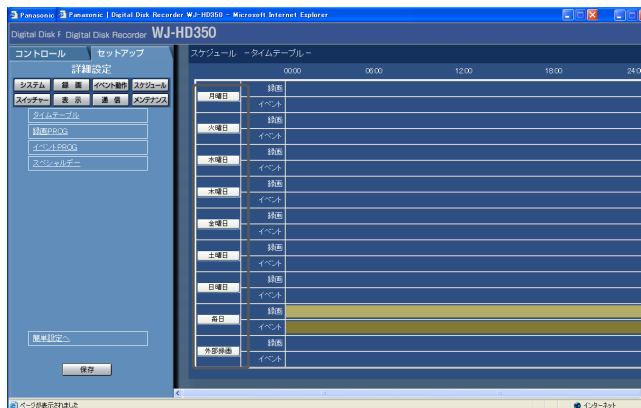 Panasonic Panasonic | Digital Disk Recorder WJ-HD350 - Microsoft Internet Explorer
Digital Disk F Digital Disk Recorder WJ-HD350
コントロール セットアップ
スケジュール -タイムテーブル-
詳細設定
00:00 06:00 12:00 18:00 24:0
システム 録画 イベント動作 スケジュール
スイッチャー 表示 通信 メンテナンス
タイムテーブル
録画PROG
イベントPROG
スペシャルデー
簡単設定へ
保存
月曜日 録画
イベント
火曜日 録画
イベント
水曜日 録画
イベント
木曜日 録画
イベント
金曜日 録画
イベント
土曜日 録画
イベント
日曜日 録画
イベント
毎日 録画
イベント
外部録画 録画
イベント
ページが表示されました インターネット